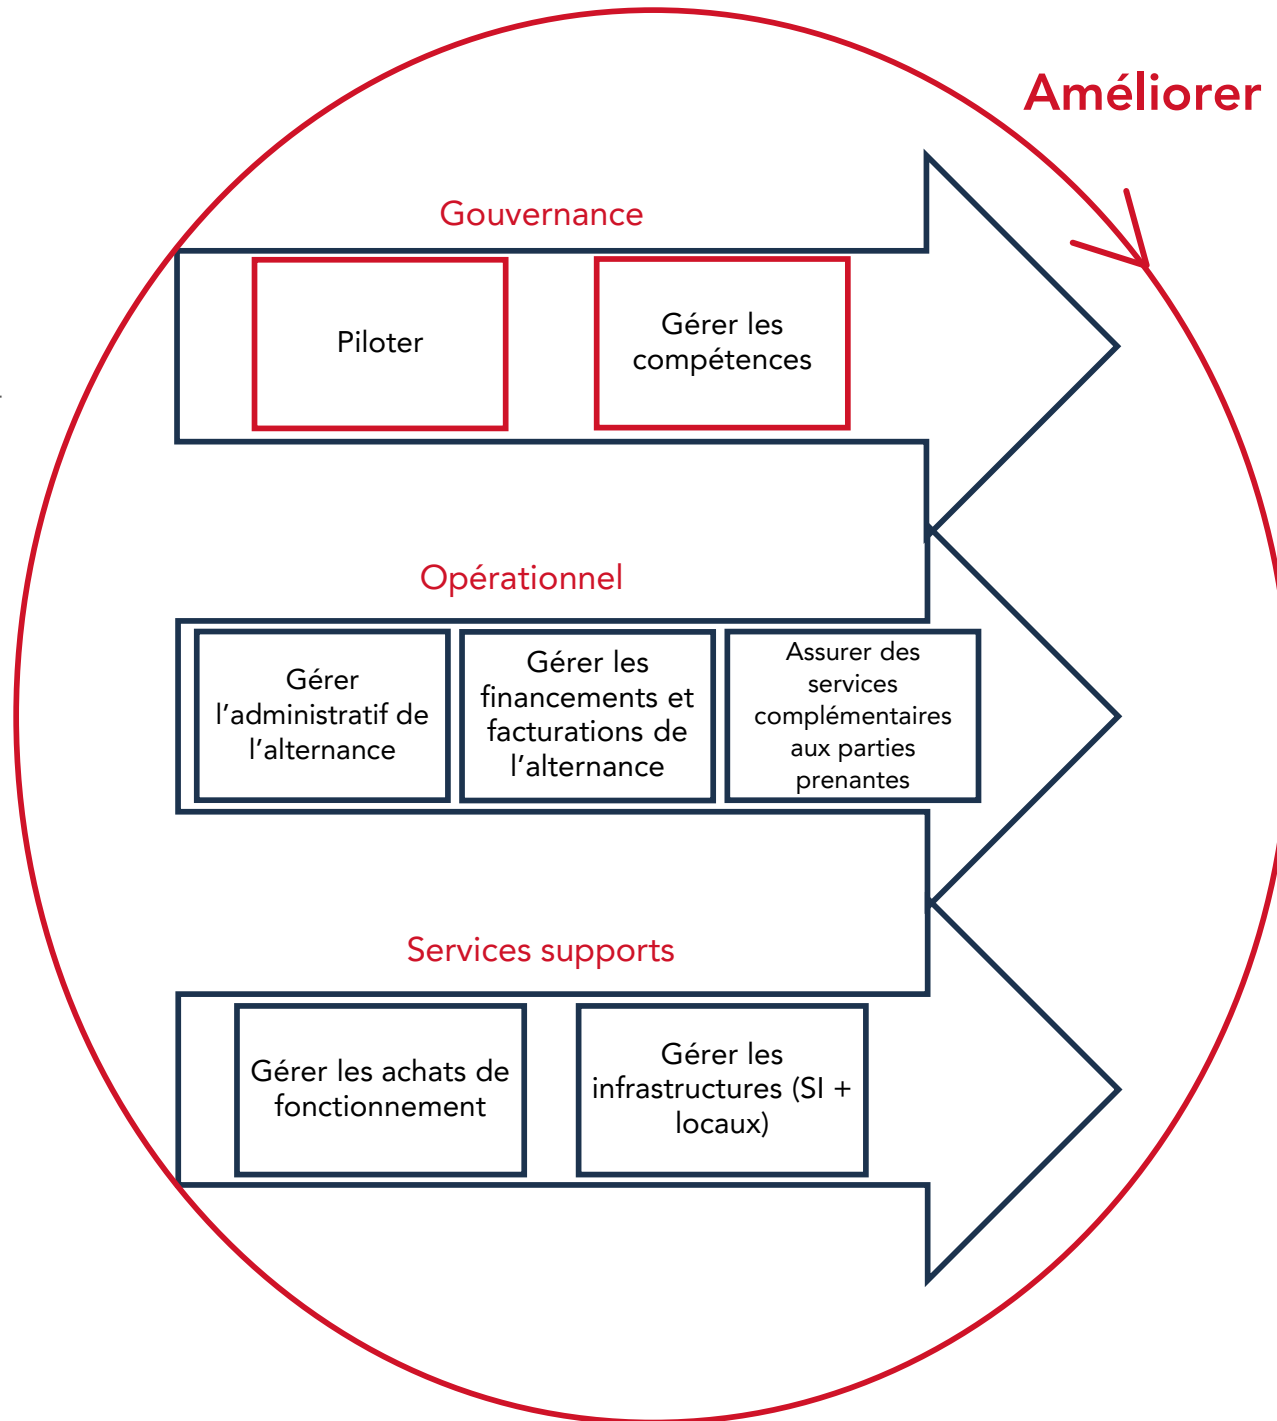 Améliorer
Gouvernance
Piloter
Gérer les
compétences
Opérationnel
Gérer
l’administratif de
l’alternance
Gérer les
financements et
facturations de
l’alternance
Assurer des
services
complémentaires
aux parties
prenantes
Services supports
Gérer les achats de
fonctionnement
Gérer les
infrastructures (SI +
locaux)